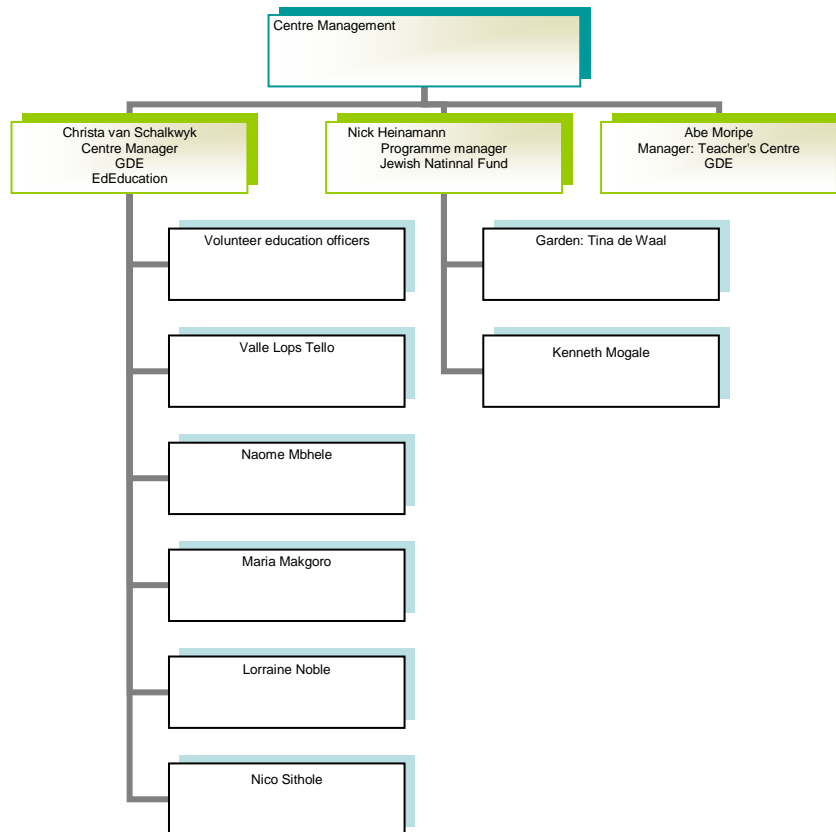 Centre Management
Christa van Schalkwyk
Centre Manager
GDE
EdEducation
Nick Heinamann
Programme manager
Jewish Natinnal Fund
Abe Moripe
Manager: Teacher's Centre
GDE
Volunteer education officers
Valle Lops Tello
Naome Mbhele
Maria Makgoro
Lorraine Noble
Nico Sithole
Garden: Tina de Waal
Kenneth Mogale